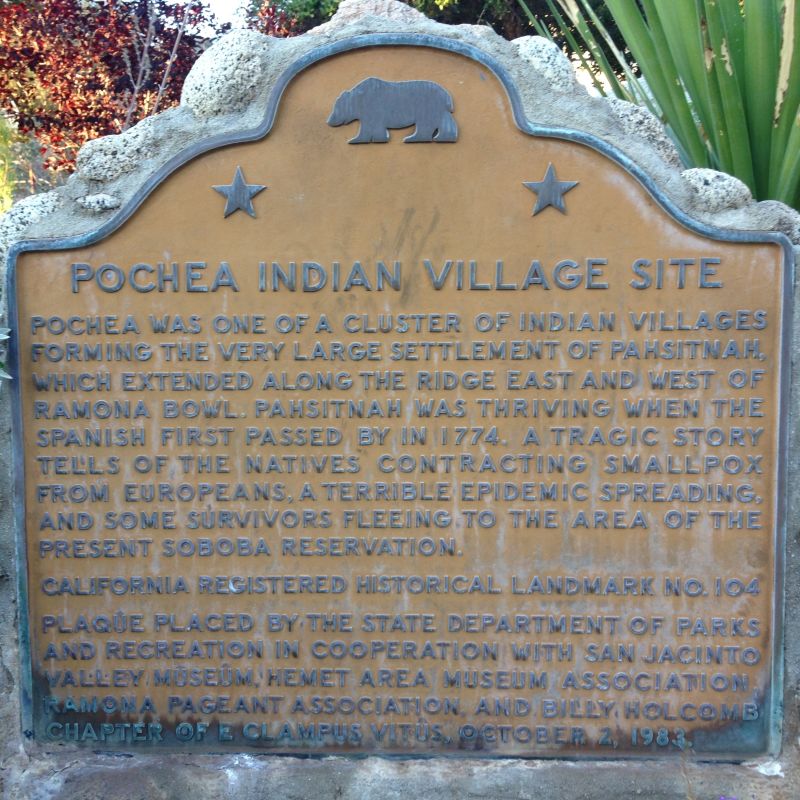 POCHEA INDIAN VILLAGE SITE
POCHEA WAS ONE OF A CLUSTER OF INDIAN VILLAGES
FORMING THE VERY LARGE SETTLEMENT OF PAHSITNAH,
WHICH EXTENDED ALONG THE RIDGE EAST AND WEST OF
RAMONA BOWL. PAHSITNAH WAS THRIVING WHEN THE
SPANISH FIRST PASSED BY IN 1774. A TRAGIC STORY
TELLS OF THE NATIVES CONTRACTING SMALLPOX
FROM EUROPEANS, A TERRIBLE EPIDEMIC SPREADING,
AND SOME SURVIVORS FLEEING TO THE AREA OF THE
PRESENT SOBOBA RESERVATION.
CALIFORNIA REGISTERED HISTORICAL LANDMARK NO. 104
PLAQUE PLACED BY THE STATE DEPARTMENT OF PARKS
AND RECREATION IN COOPERATION WITH SAN JACINTO
VALLEY MUSEUM, HEMET AREA MUSEUM ASSOCIATION,
RAMONA PAGEANT ASSOCIATION, AND BILLY HOLCOMB
CHAPTER OF E CLAMPUS VITUS, OCTOBER 2, 1983.